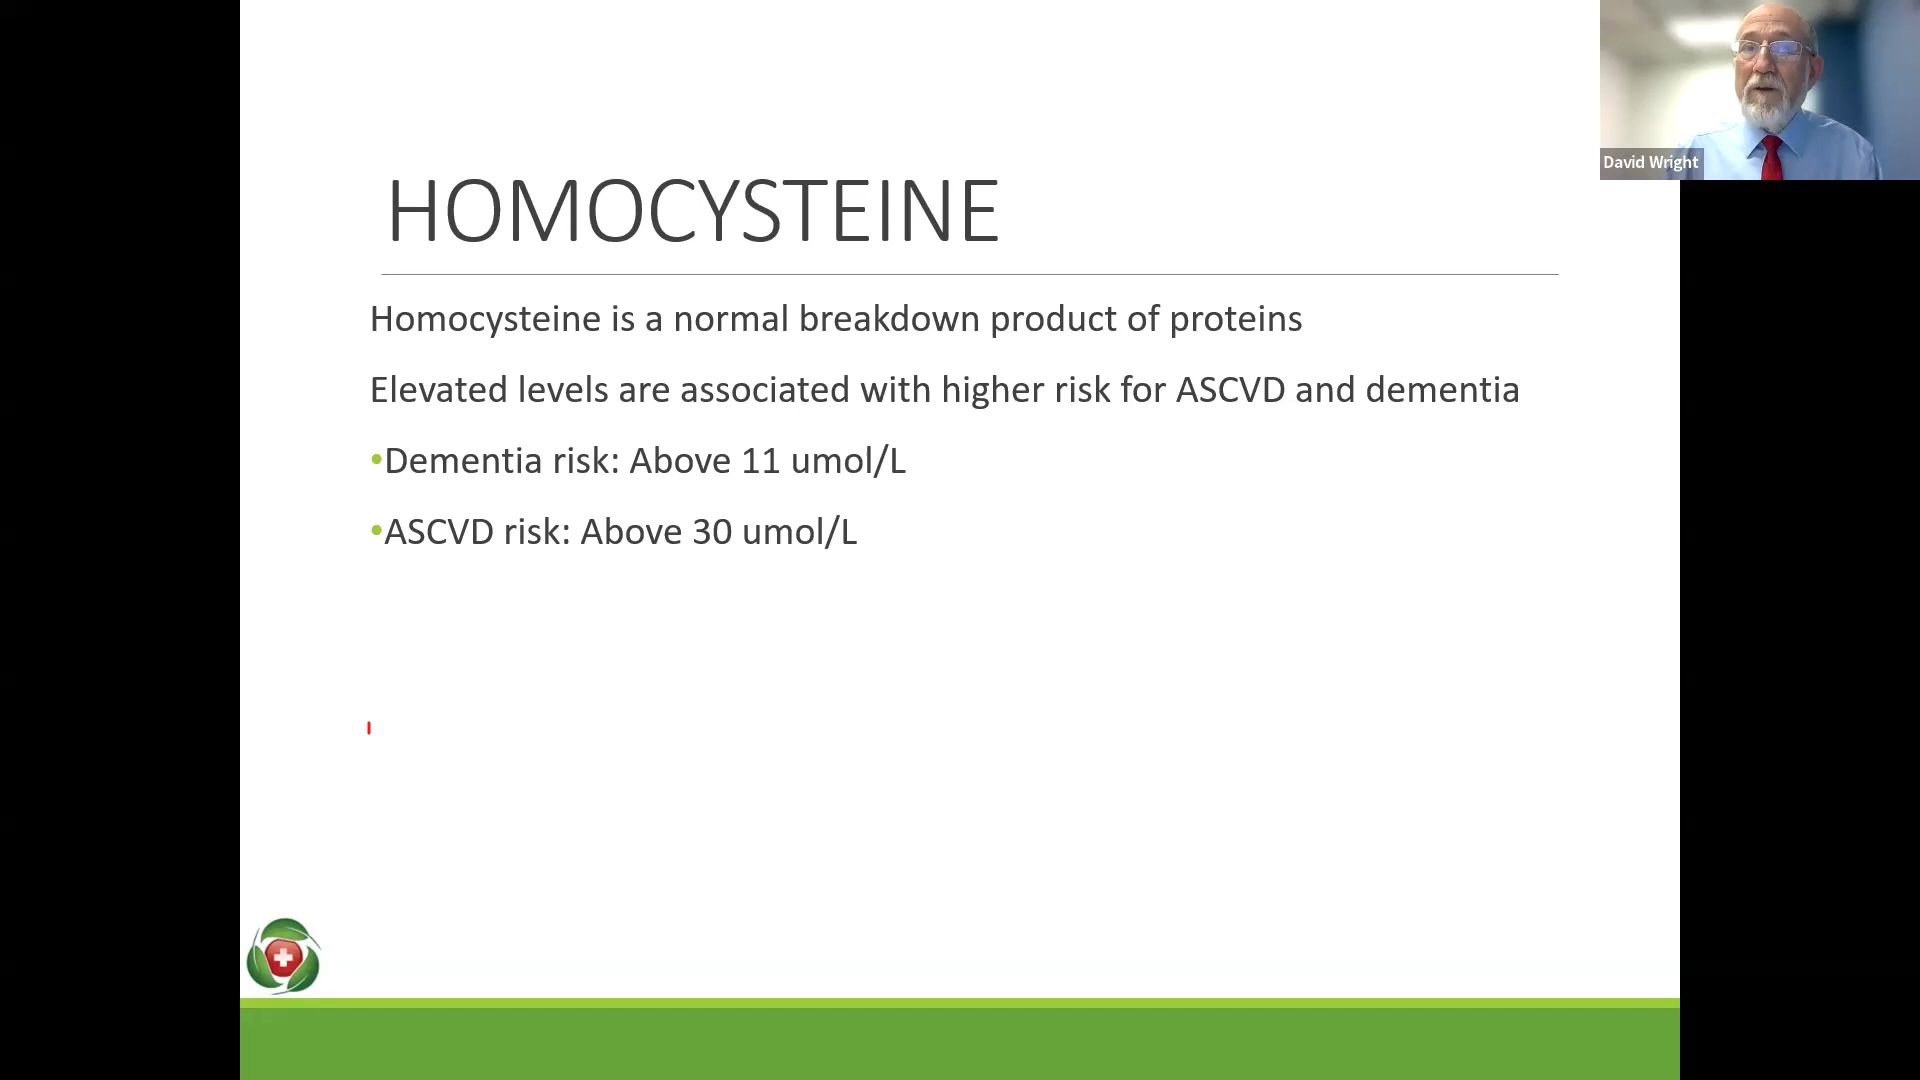 David Wright
HOMOCYSTEINE
Homocysteine is a normal breakdown product of proteins
Elevated levels are associated with higher risk for ASCVD and dementia
•Dementia risk: Above 11 umol/L
•ASCVD risk: Above 30 umol/L